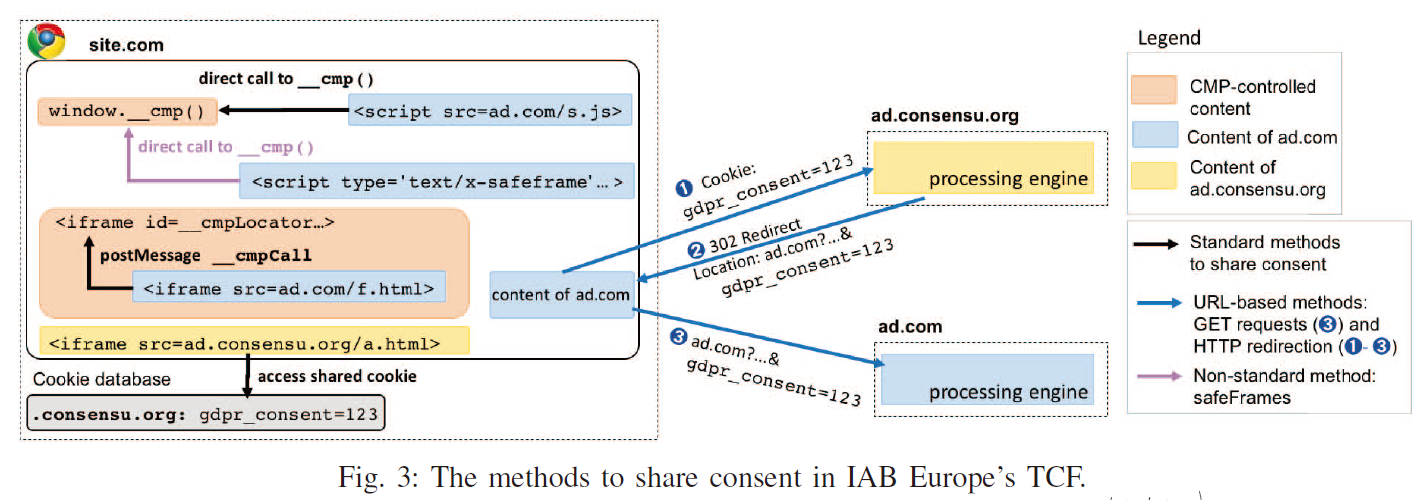 site.com
direct call to __cmp()
window.__cmp()
<script src=ad.com/s.js>
direct call to __cmp()
<script type='text/x-safeframe'…>
<iframe id=__cmpLocator…>
postMessage __cmpCall
<iframe src=ad.com/f.html>
content of ad.com
<iframe src=ad.consensu.org/a.html>
Cookie database
access shared cookie
.consensu.org: gdpr_consent=123
1 Cookie:
gdpr_consent=123
2 302 Redirect
Location: ad.com?...&
gdpr_consent=123
3 ad.com?...&
gdpr_consent=123
ad.consensu.org
processing engine
ad.com
processing engine
Legend
CMP-controlled
content
Content of ad.com
Content of
ad.consensu.org
Standard methods
to share consent
URL-based methods:
GET requests (3) and
HTTP redirection (1-3)
Non-standard method:
safeFrames
Fig. 3: The methods to share consent in IAB Europe's TCF.